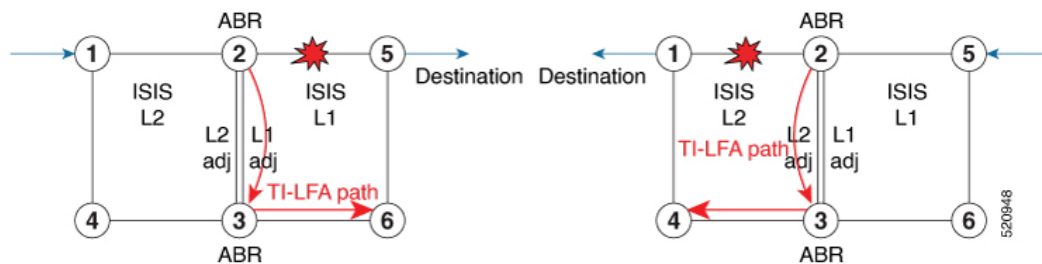 ABR
1
2
5
Destination
ISIS
L2
ISIS
L1
L2
adj
L1
adj
TI-LFA path
4
3
6
ABR
ABR
1
2
5
Destination
ISIS
L2
ISIS
L1
L2
adj
L1
adj
TI-LFA path
4
3
6
ABR
520948